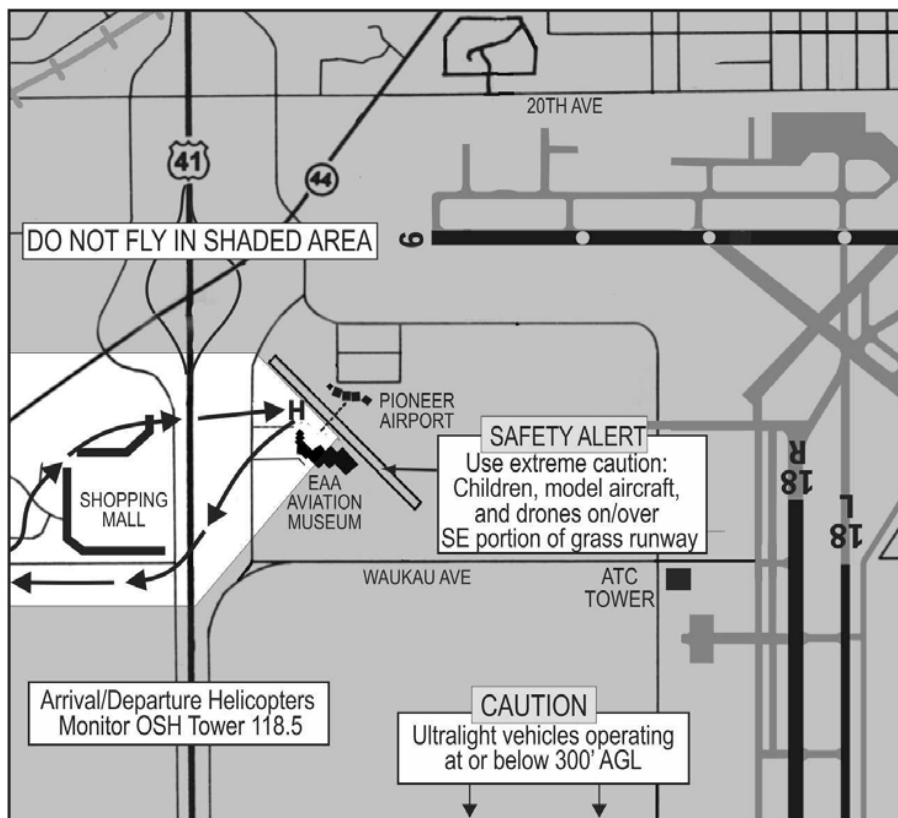 20TH AVE
41
44
DO NOT FLY IN SHADED AREA
9
PIONEER
AIRPORT
H
SAFETY ALERT
Use extreme caution:
Children, model aircraft,
and drones on/over
SE portion of grass runway
EAA
AVIATION
MUSEUM
SHOPPING
MALL
18R
18L
WAUKAU AVE
ATC
TOWER
Arrival/Departure Helicopters
Monitor OSH Tower 118.5
CAUTION
Ultralight vehicles operating
at or below 300' AGL